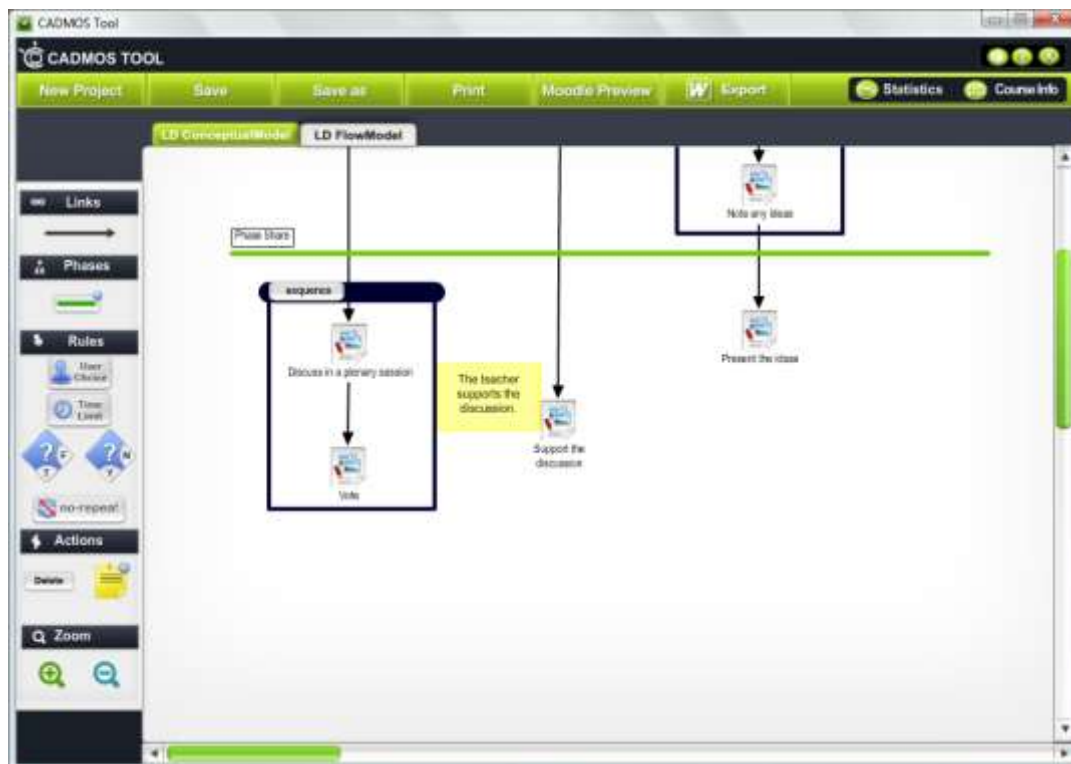 CADMOS Tool
CADMOS TOOL
New Project
Save
Save as
Print
Moodle Preview
Export
Statistics
Course Info
LD ConceptualModel
LD FlowModel
Links
Phases
Rules
User
Choice
Time
Limit
no-repeat
Actions
Delete
Zoom
Note any ideas
Phase Share
sequence
Discuss in a plenary session
Present the ideas
The teacher
supports the
discussion.
Support the
discussion
Vote